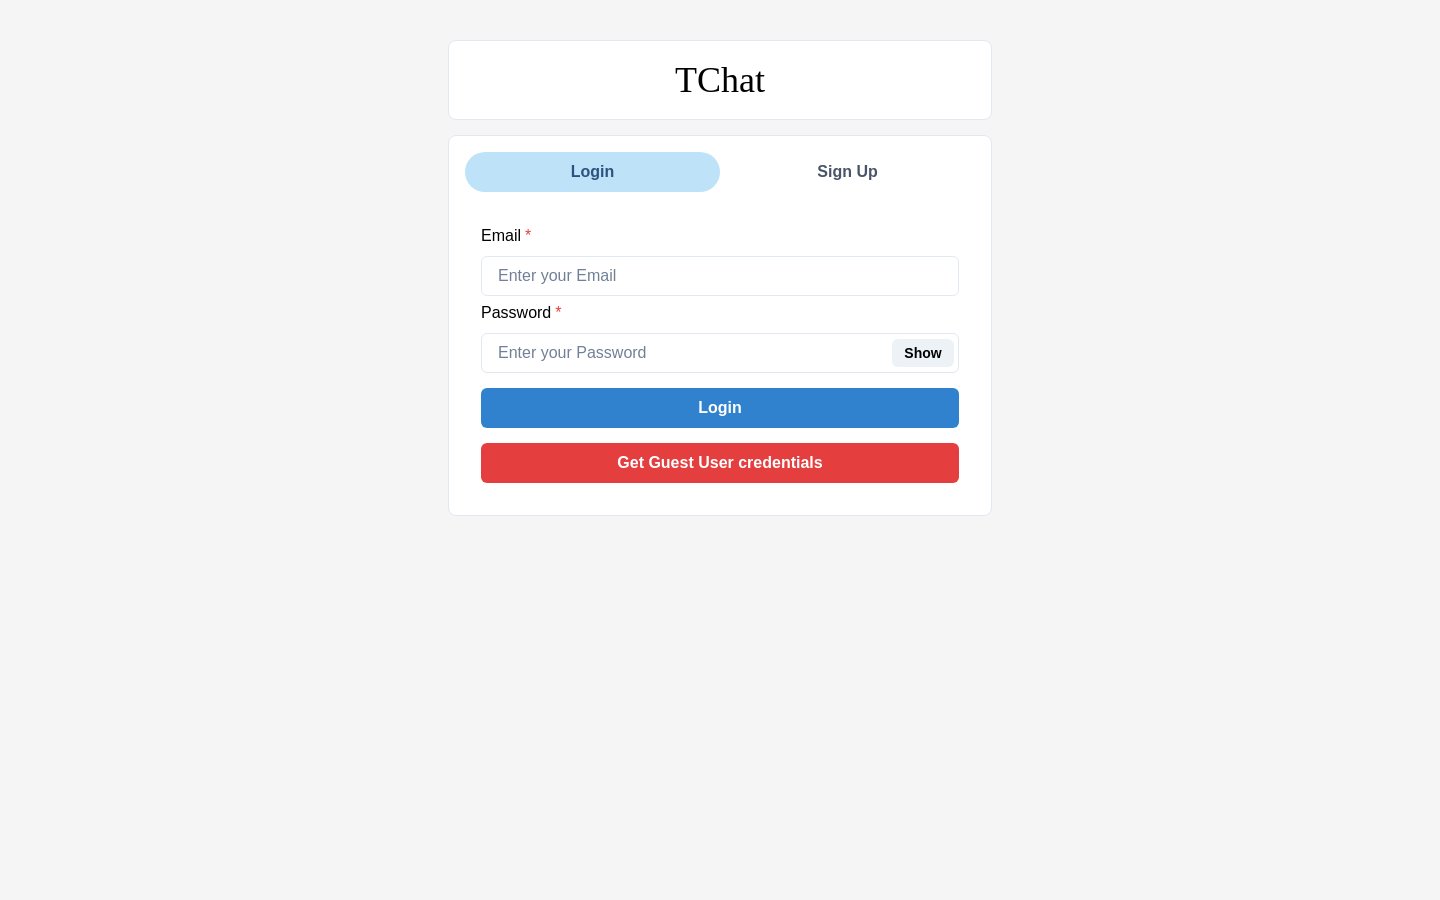 TChat
Login
Sign Up
Email *
Enter your Email
Password *
Enter your Password
Show
Login
Get Guest User credentials